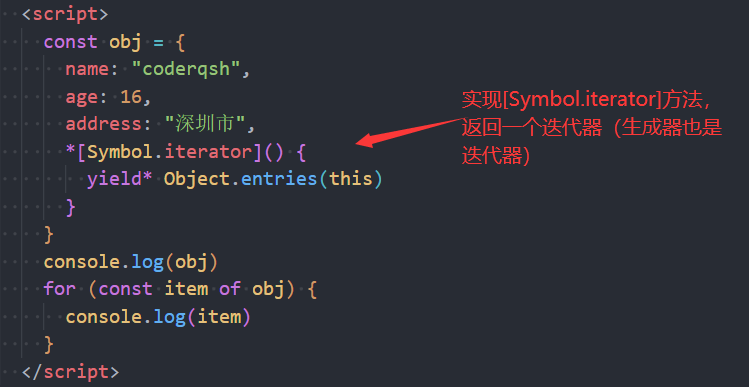 <script>
const obj = {
name: "coderqsh",
age: 16,
address: "深圳市",
*[Symbol.iterator]() {
yield* Object.entries(this)
}
}
console.log(obj)
for (const item of obj) {
console.log(item)
}
</script>
实现[Symbol.iterator]方法，
返回一个迭代器（生成器也是
迭代器）